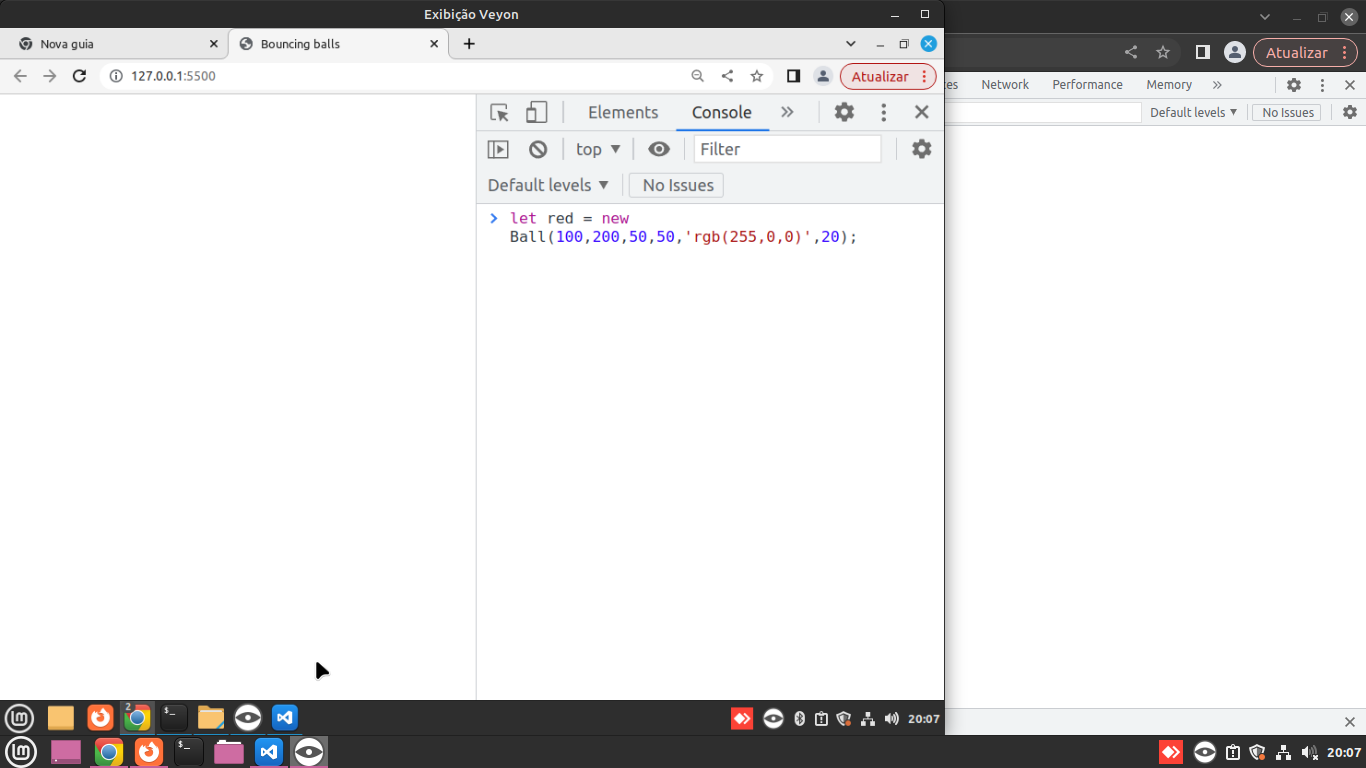 Exibição Veyon
Nova guia
Bouncing balls
127.0.0.1:5500
Atualizar
Atualizar
Elements
Console
Network
Performance
Memory
top
Filter
Default levels
No Issues
Default levels
No Issues
let red = new
Ball(100,200,50,50,'rgb(255,0,0)',20);
2
20:07
20:07